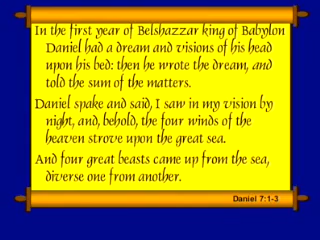 In the first year of Belshazzar king of Babylon
Daniel had a dream and visions of his head
upon his bed: then he wrote the dream, and
told the sum of the matters.
Daniel spake and said, I saw in my vision by
night, and, behold, the four winds of the
heaven strove upon the great sea.
And four great beasts came up from the sea,
diverse one from another.
Daniel 7:1-3